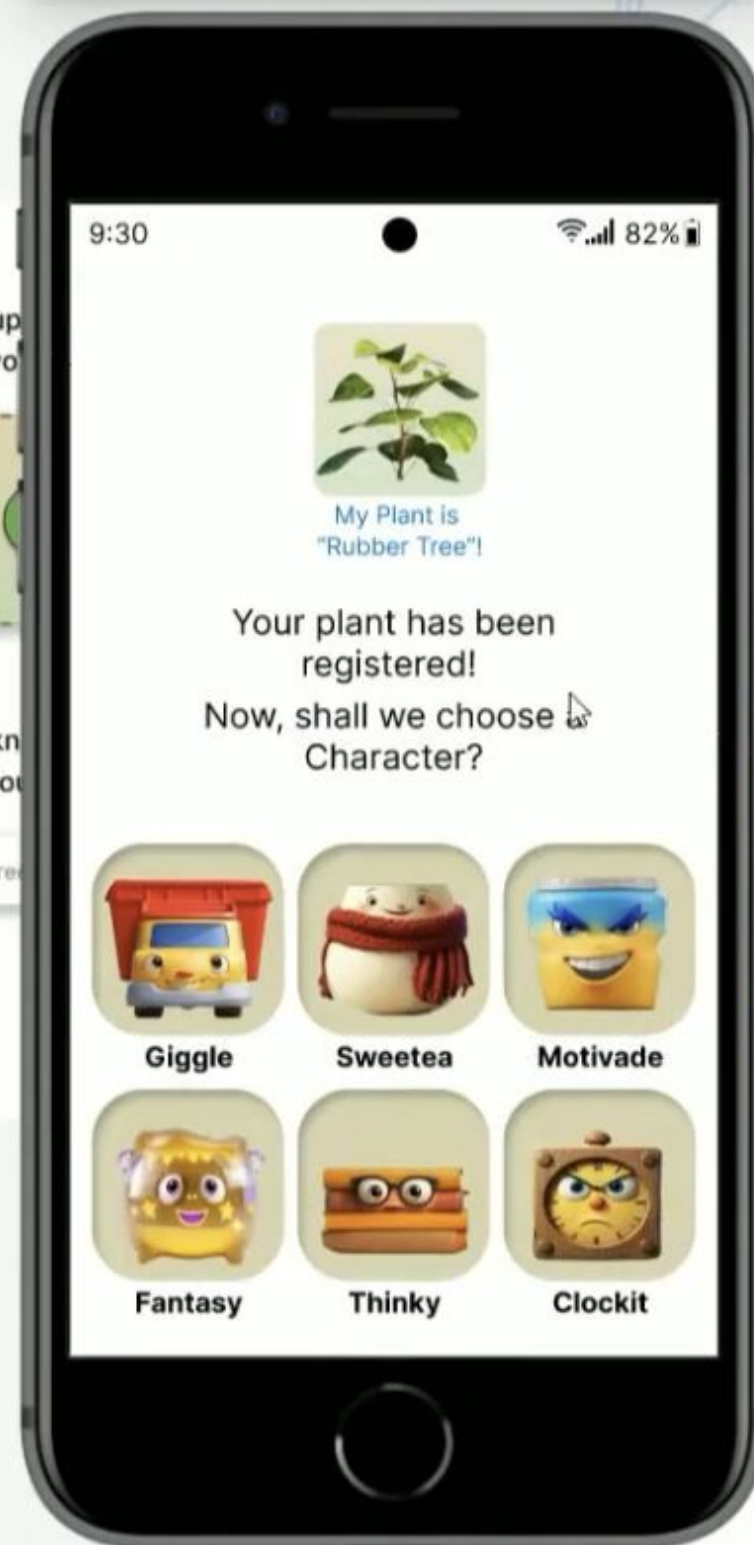 9:30
82%
My Plant is
"Rubber Tree"!
Your plant has been
registered!
Now, shall we choose
Character?
Giggle Sweetea Motivade
Fantasy Thinky Clockit